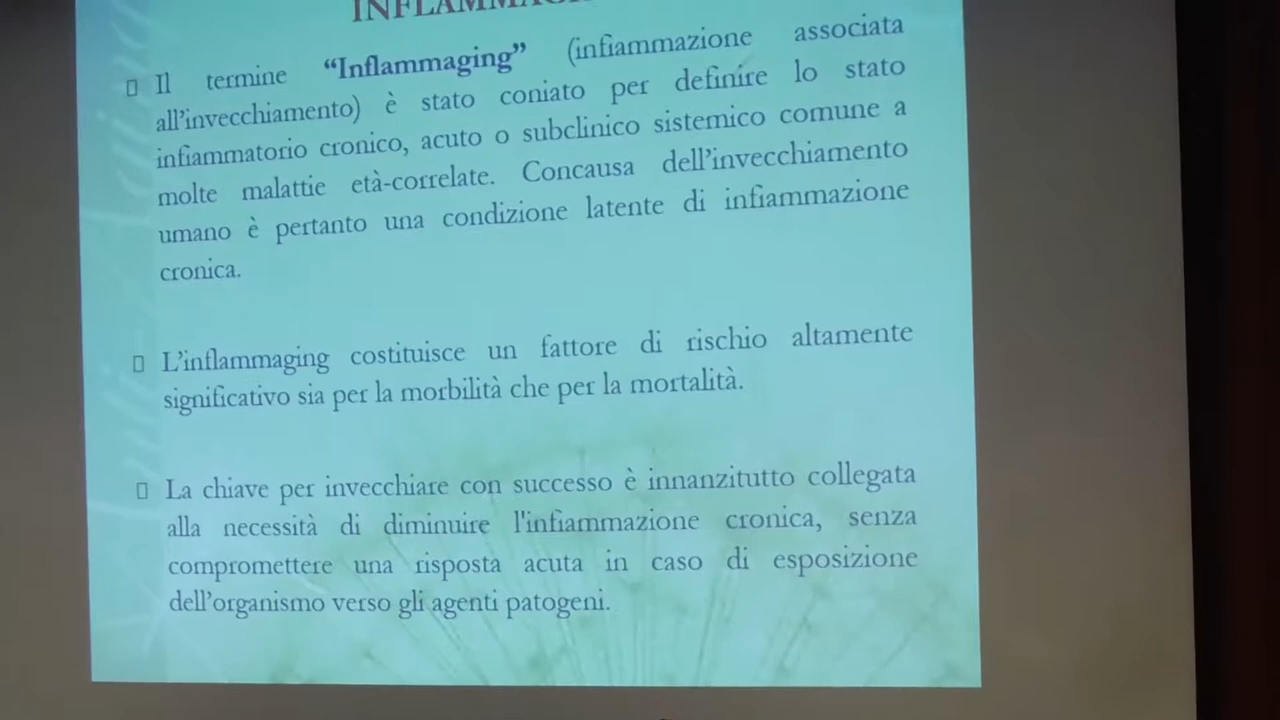 Il termine “Inflammaging” (infiammazione associata
all’invecchiamento) è stato coniato per definire lo stato
infiammatorio cronico, acuto o subclinico sistemico comune a
molte malattie età-correlate. Concausa dell’invecchiamento
umano è pertanto una condizione latente di infiammazione
cronica.
L’inflammaging costituisce un fattore di rischio altamente
significativo sia per la morbilità che per la mortalità.
La chiave per invecchiare con successo è innanzitutto collegata
alla necessità di diminuire l'infiammazione cronica, senza
compromettere una risposta acuta in caso di esposizione
dell’organismo verso gli agenti patogeni.